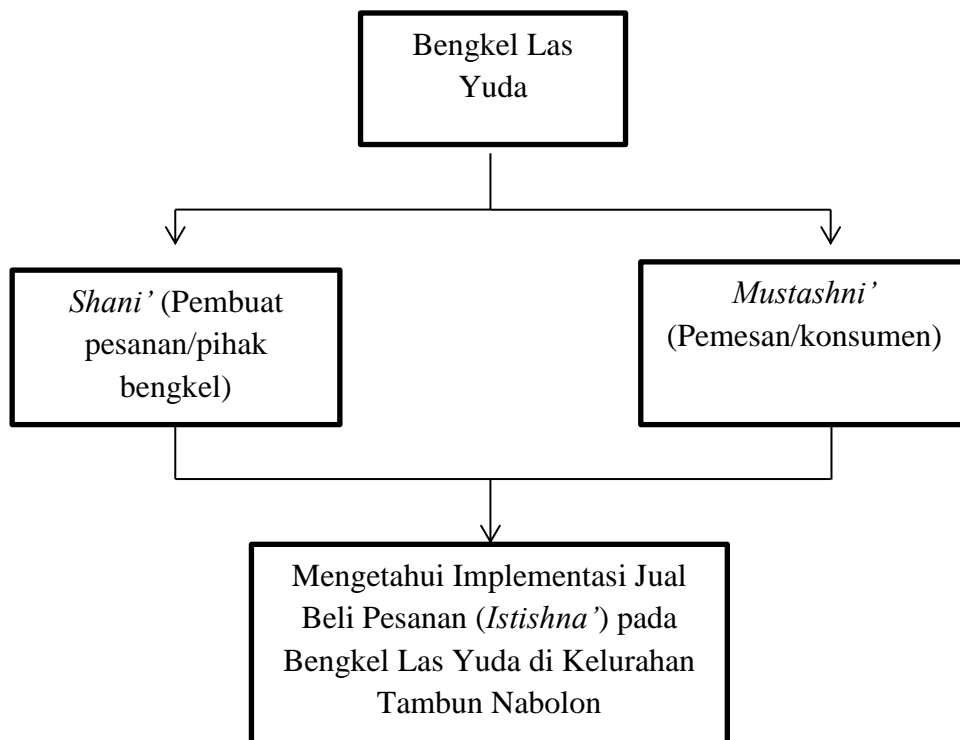 Bengkel Las
Yuda
Shani’ (Pembuat
pesanan/pihak
bengkel)
Mustashni’
(Pemesan/konsumen)
Mengetahui Implementasi Jual
Beli Pesanan (Istishna’) pada
Bengkel Las Yuda di Kelurahan
Tambun Nabolon